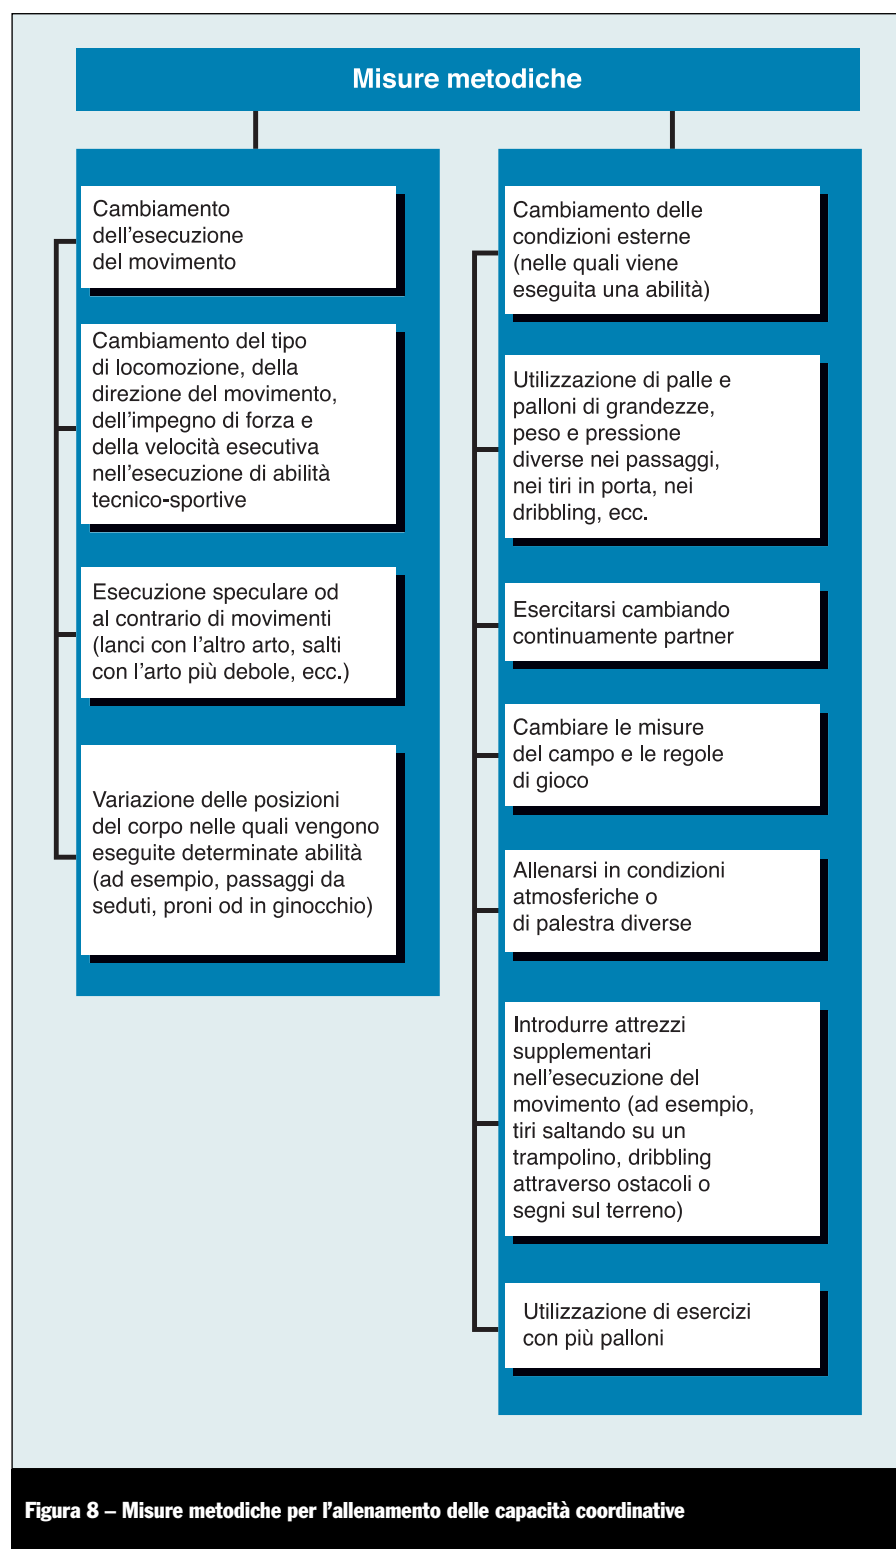 Misure metodiche
Cambiamento
dell'esecuzione
del movimento
Cambiamento del tipo
di locomozione, della
direzione del movimento,
dell'impegno di forza e
della velocità esecutiva
nell'esecuzione di abilità
tecnico-sportive
Esecuzione speculare od
al contrario di movimenti
(lanci con l'altro arto, salti
con l'arto più debole, ecc.)
Variazione delle posizioni
del corpo nelle quali vengono
eseguite determinate abilità
(ad esempio, passaggi da
seduti, proni od in ginocchio)
Cambiamento delle
condizioni esterne
(nelle quali viene
eseguita una abilità)
Utilizzazione di palle e
palloni di grandezze,
peso e pressione
diverse nei passaggi,
nei tiri in porta, nei
dribbling, ecc.
Esercitarsi cambiando
continuamente partner
Cambiare le misure
del campo e le regole
di gioco
Allenarsi in condizioni
atmosferiche o
di palestra diverse
Introdurre attrezzi
supplementari
nell'esecuzione del
movimento (ad esempio,
tiri saltando su un
trampolino, dribbling
attraverso ostacoli o
segni sul terreno)
Utilizzazione di esercizi
con più palloni
Figura 8 – Misure metodiche per l'allenamento delle capacità coordinative